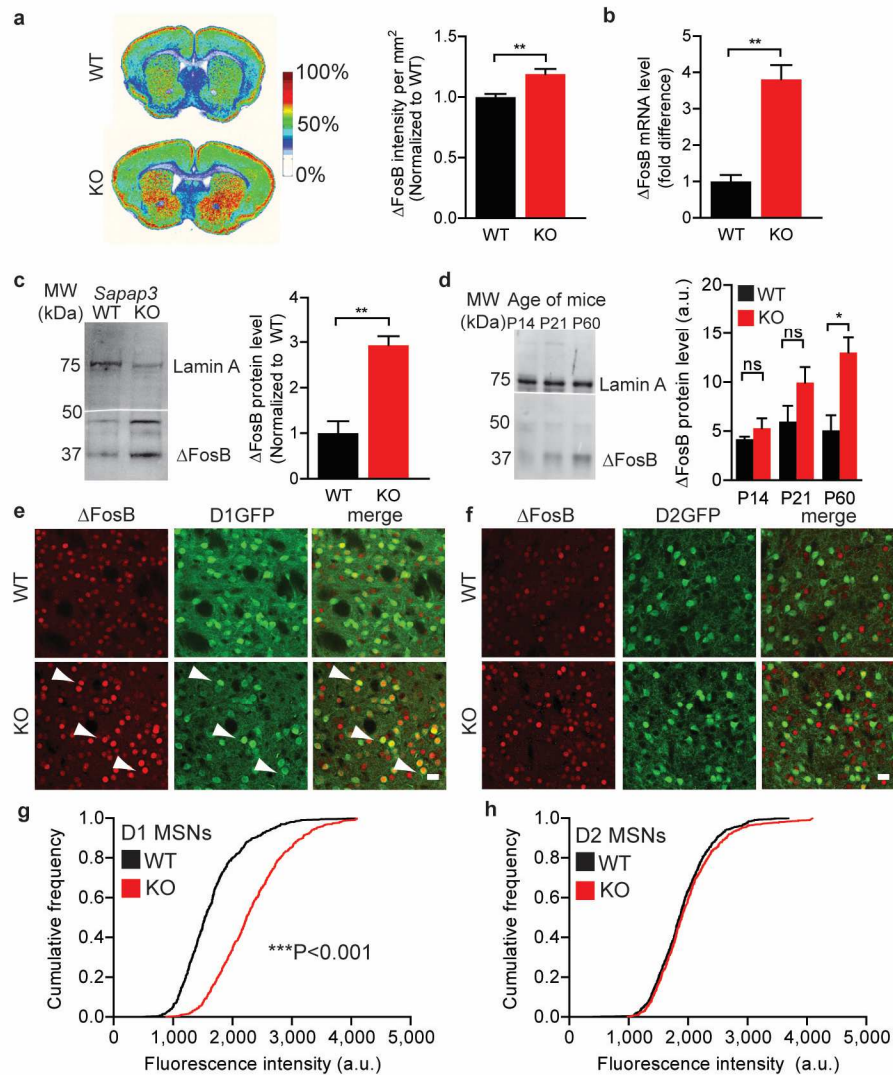 a
WT
KO
100%
50%
0%
ΔFosB intensity per mm²
(Normalized to WT)
1.5
1.0
0.5
0
**
WT KO
b
ΔFosB mRNA level
(fold difference)
5
4
3
2
1
0
**
WT KO
c
MW
(kDa)
Sapap3
WT KO
75
50
37
Lamin A
ΔFosB
ΔFosB protein level
(Normalized to WT)
4
3
2
1
0
**
WT KO
d
MW
(kDa)
Age of mice
P14 P21 P60
75
50
37
Lamin A
ΔFosB
ΔFosB protein level (a.u.)
20
15
10
5
0
WT
KO
ns
ns
*
P14 P21 P60
e
ΔFosB D1GFP merge
WT
KO
f
ΔFosB D2GFP merge
WT
KO
g
D1 MSNs
WT
KO
Cumulative frequency
1.0
0.8
0.6
0.4
0.2
0.0
***P<0.001
0 1,000 2,000 3,000 4,000 5,000
Fluorescence intensity (a.u.)
h
D2 MSNs
WT
KO
Cumulative frequency
1.0
0.8
0.6
0.4
0.2
0.0
0 1,000 2,000 3,000 4,000 5,000
Fluorescence intensity (a.u.)